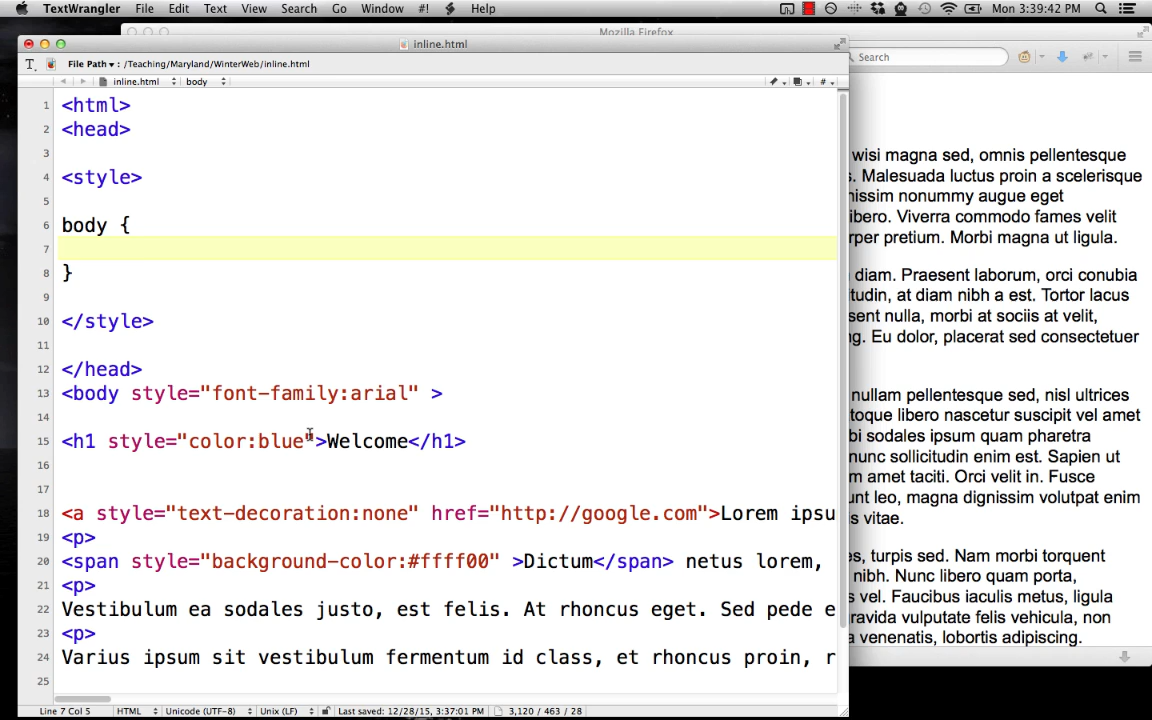 TextWrangler File Edit Text View Search Go Window #! Help Mon 3:39:42 PM
Mozilla Firefox
inline.html
File Path ▾ : /Teaching/Maryland/WinterWeb/inline.html
Search
inline.html body
1 <html>
2 <head>
3
4 <style>
5
6 body {
7
8 }
9
10 </style>
11
12 </head>
13 <body style="font-family:arial" >
14
15 <h1 style="color:blue">Welcome</h1>
16
17
18 <a style="text-decoration:none" href="http://google.com">Lorem ipsu
19 <p>
20 <span style="background-color:#ffff00" >Dictum</span> netus lorem,
21 <p>
22 Vestibulum ea sodales justo, est felis. At rhoncus eget. Sed pede e
23 <p>
24 Varius ipsum sit vestibulum fermentum id class, et rhoncus proin, r
25
Line 7 Col 5 HTML Unicode (UTF-8) Unix (LF) Last saved: 12/28/15, 3:37:01 PM 3,120 / 463 / 28
wisi magna sed, omnis pellentesque
s. Malesuada luctus proin a scelerisque
nissim nonummy augue eget
libero. Viverra commodo fames velit
rper pretium. Morbi magna ut ligula.
n diam. Praesent laborum, orci conubia
itudin, at diam nibh a est. Tortor lacus
sent nulla, morbi at sociis at velit,
ng. Eu dolor, placerat sed consectetuer
nullam pellentesque sed, nisl ultrices
toque libero nascetur suscipit vel amet
bi sodales ipsum quam pharetra
nunc sollicitudin est. Sapien ut
m amet taciti. Orci velit in. Fusce
unt leo, magna dignissim volutpat enim
s vitae.
es, turpis sed. Nam morbi torquent
nibh. Nunc libero quam porta,
s vel. Faucibus iaculis metus, ligula
ravida vulputate felis vehicula, non
a venenatis, lobortis adipiscing.